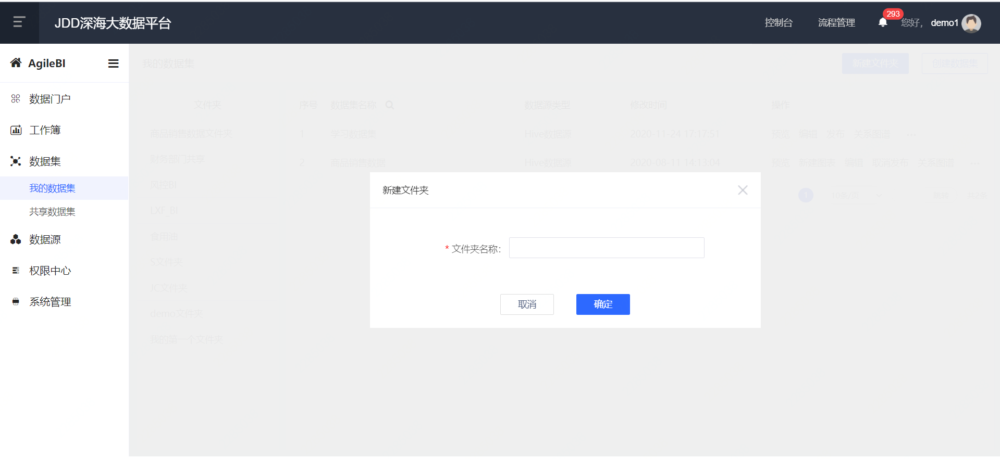 JDD深海大数据平台
控制台
流程管理
293
您好,
demo1
AgileBI
数据门户
工作簿
数据集
我的数据集
共享数据集
数据源
权限中心
系统管理
我的数据集
新建文件夹
创建数据集
文件夹 序号 数据集名称 数据源类型 修改时间 操作
商品销售数据文件夹 1 学习数据集 Hive数据源 2020-11-24 17:17:51 预览 编辑 发布 关系图谱 ...
财务部门共享 2 商品销售数据 Hive数据源 2020-08-11 14:13:04 预览 新建图表 编辑 取消发布 关系图谱 ...
风控BI
LXF_BI
食用油
S文件夹
JC文件夹
demo文件夹
我的第一个文件夹
1 10条/页 跳至 共2条
新建文件夹
* 文件夹名称:
取消
确定